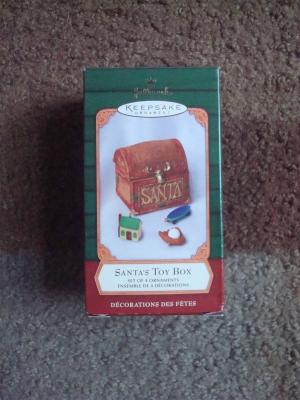 Hallmark
KEEPSAKE
ORNAMENT
SANTA
SANTA'S TOY BOX
SET OF 4 ORNAMENTS
ENSEMBLE DE 4 DÉCORATIONS
DÉCORATIONS DES FÊTES